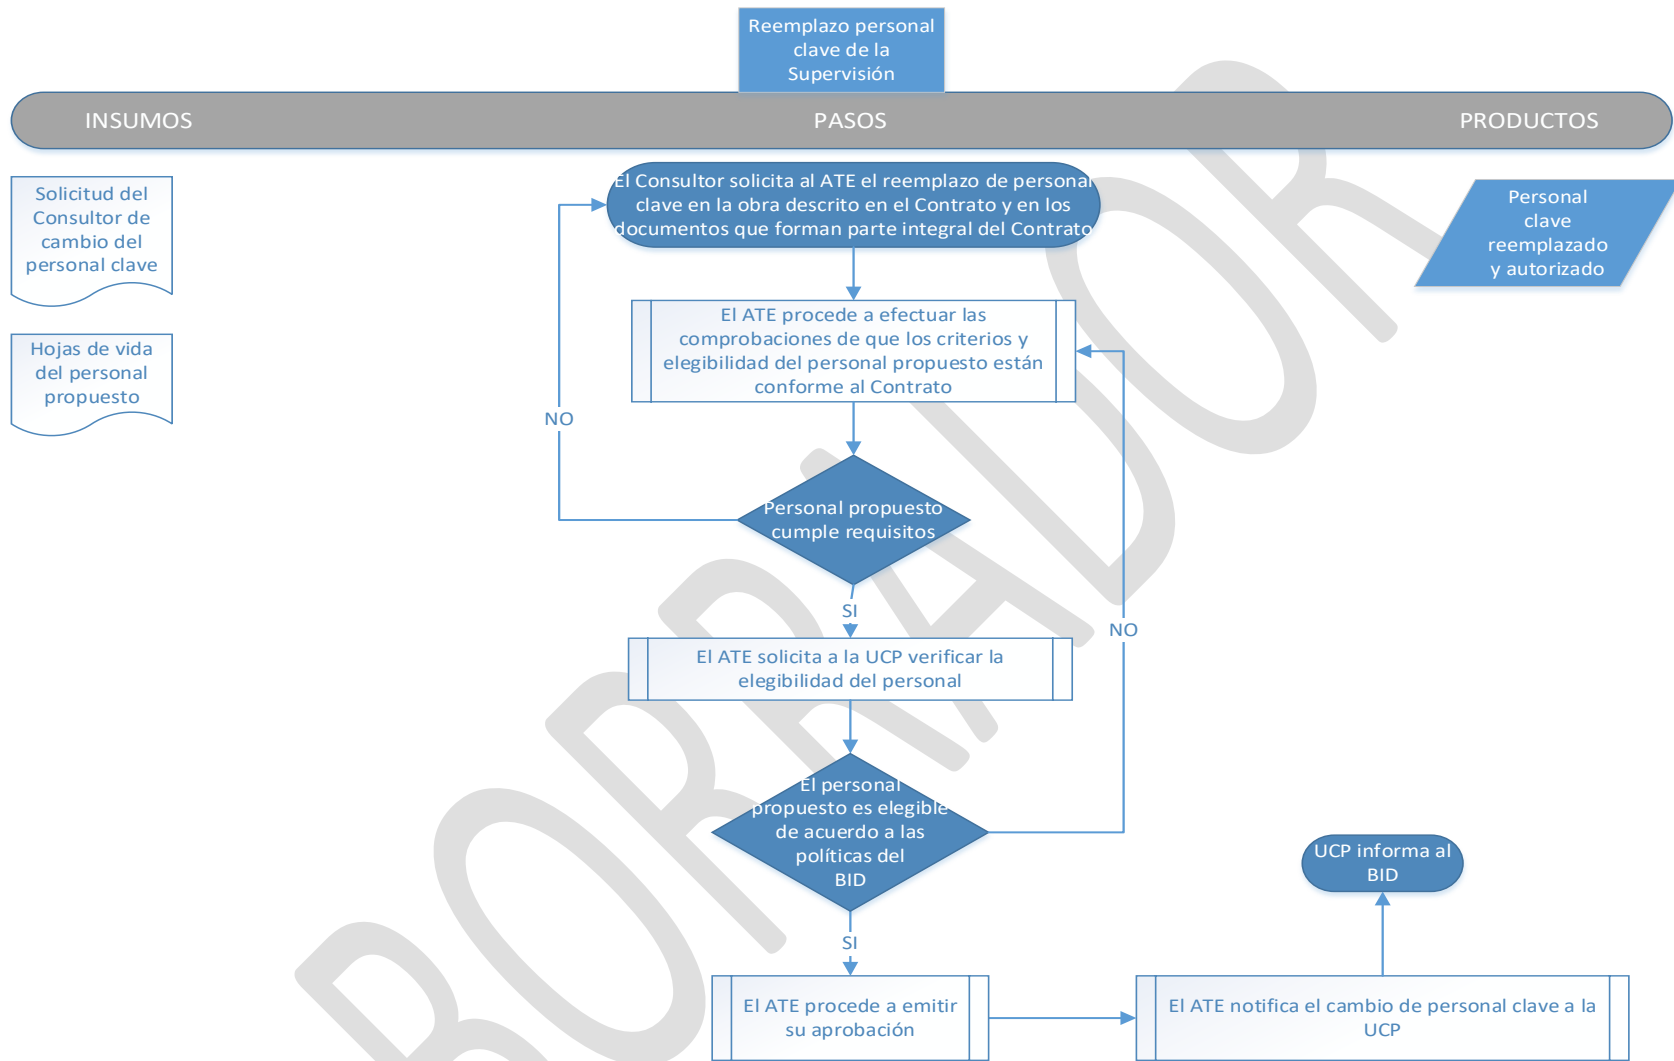 Reemplazo personal
clave de la
Supervisión
INSUMOS
PASOS
PRODUCTOS
Solicitud del
Consultor de
cambio del
personal clave
Hojas de vida
del personal
propuesto
El Consultor solicita al ATE el reemplazo de personal
clave en la obra descrito en el Contrato y en los
documentos que forman parte integral del Contrato
Personal
clave
reemplazado
y autorizado
El ATE procede a efectuar las
comprobaciones de que los criterios y
elegibilidad del personal propuesto están
conforme al Contrato
NO
Personal propuesto
cumple requisitos
SI
NO
El ATE solicita a la UCP verificar la
elegibilidad del personal
El personal
propuesto es elegible
de acuerdo a las
políticas del
BID
SI
UCP informa al
BID
El ATE procede a emitir
su aprobación
El ATE notifica el cambio de personal clave a la
UCP
BORRADOR